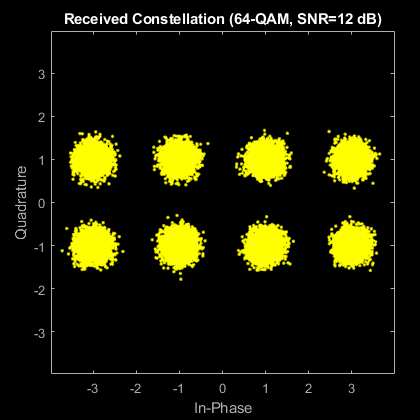 Received Constellation (64-QAM, SNR=12 dB)
3
2
1
0
-1
-2
-3
Quadrature
-3 -2 -1 0 1 2 3
In-Phase